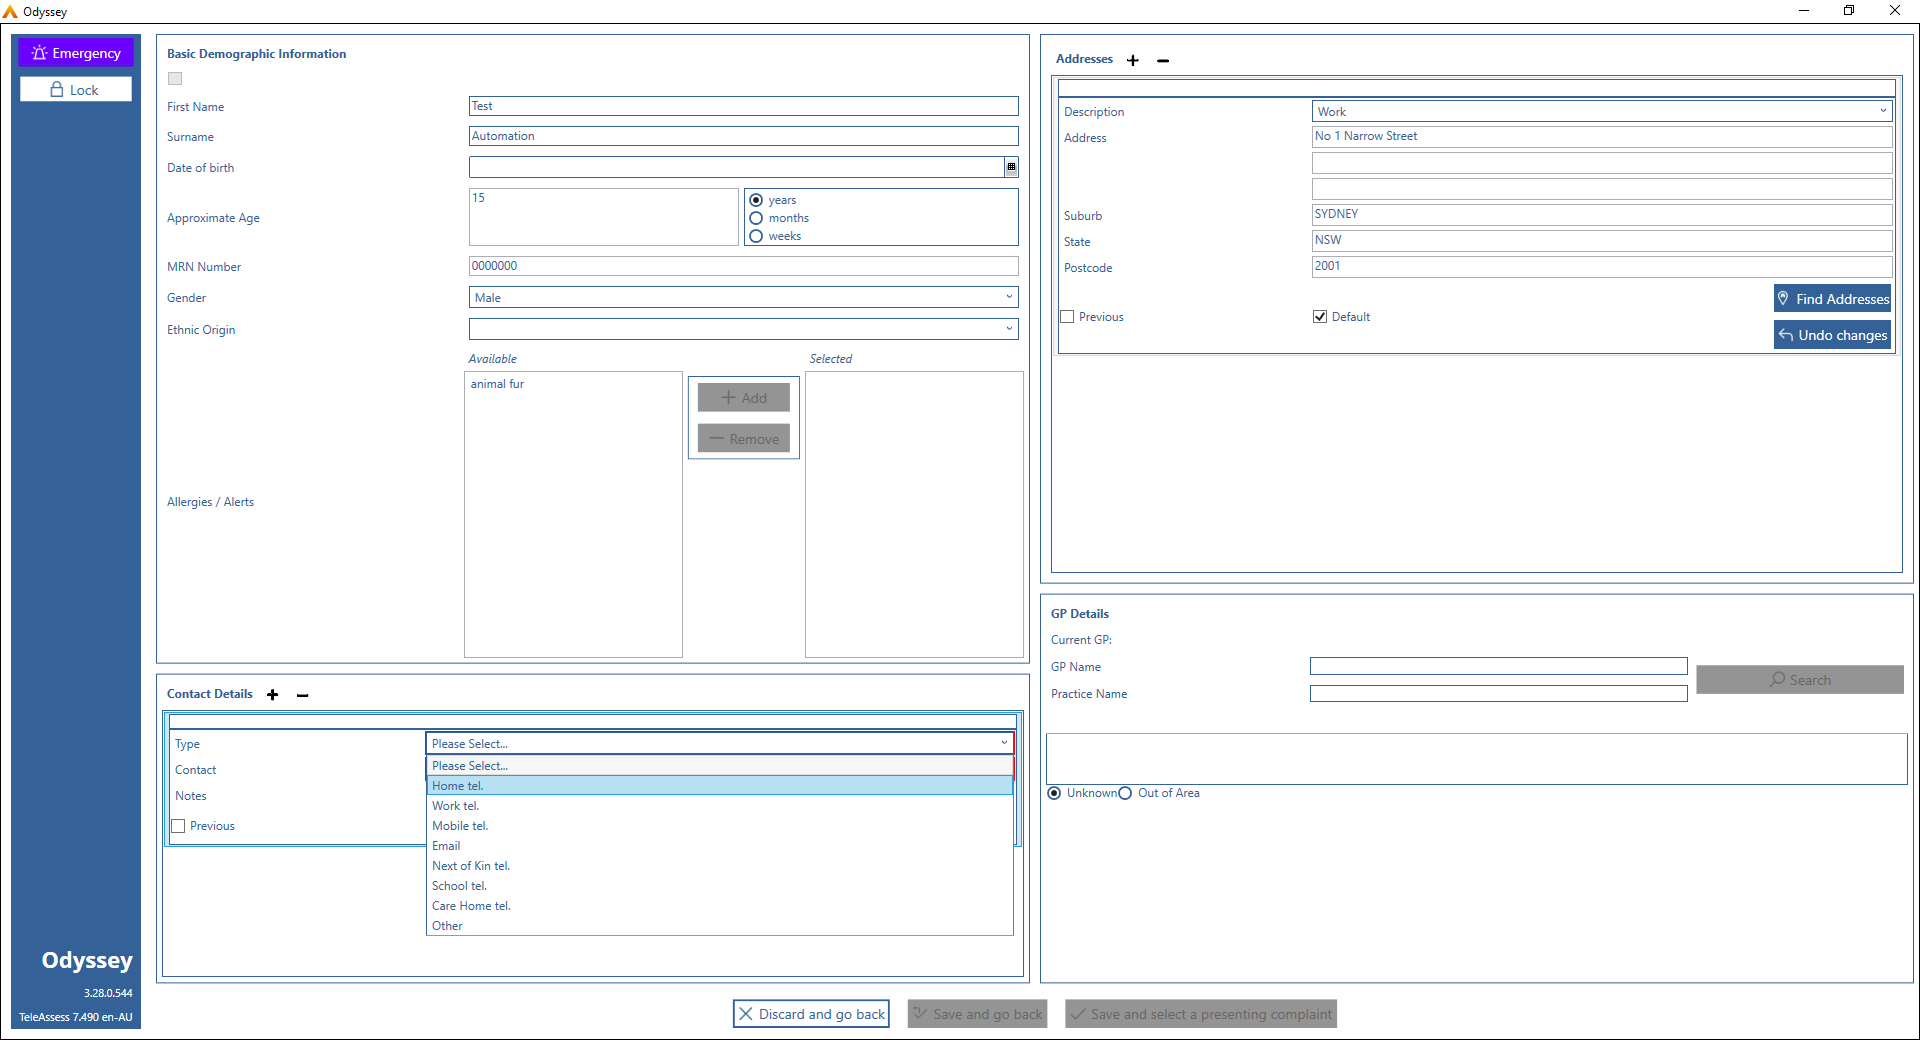 Odyssey
Emergency
Lock
Odyssey
3.28.0.544
TeleAssess 7.490 en-AU
Basic Demographic Information
First Name
Test
Surname
Automation
Date of birth
Approximate Age
15
years
months
weeks
MRN Number
0000000
Gender
Male
Ethnic Origin
Available
Selected
animal fur
Add
Remove
Allergies / Alerts
Contact Details
Type
Please Select...
Contact
Notes
Previous
Please Select...
Home tel.
Work tel.
Mobile tel.
Email
Next of Kin tel.
School tel.
Care Home tel.
Other
Addresses
Description
Work
Address
No 1 Narrow Street
Suburb
SYDNEY
State
NSW
Postcode
2001
Find Addresses
Previous
Default
Undo changes
GP Details
Current GP:
GP Name
Practice Name
Search
Unknown
Out of Area
Discard and go back
Save and go back
Save and select a presenting complaint